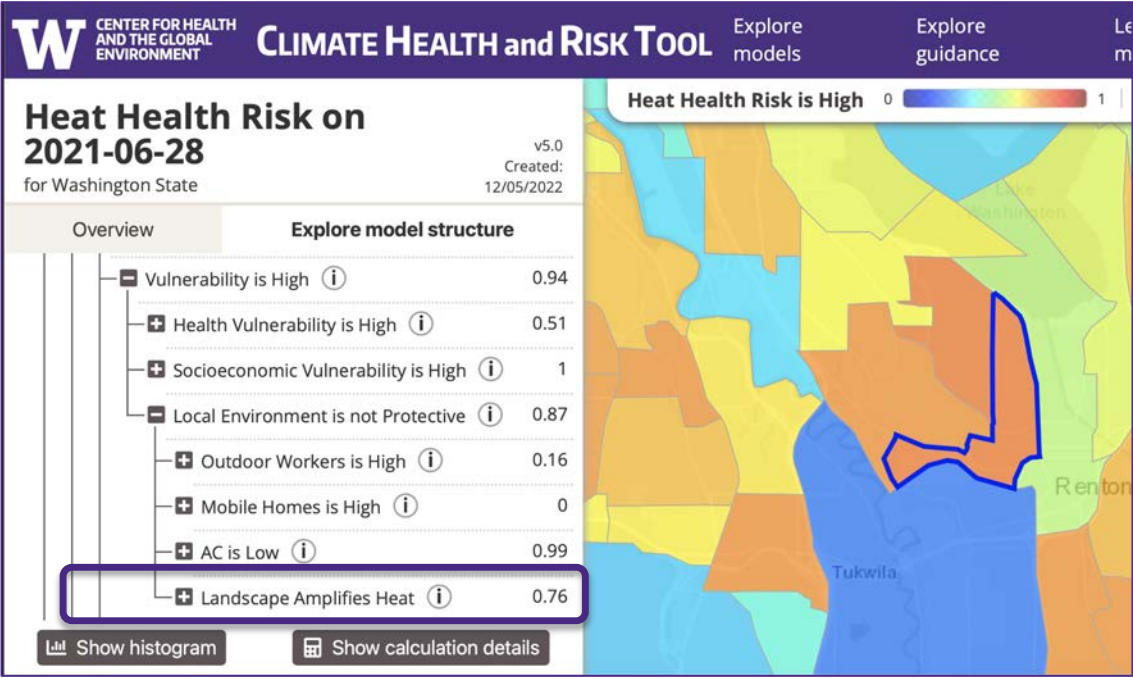 W
CENTER FOR HEALTH
AND THE GLOBAL
ENVIRONMENT
CLIMATE HEALTH and RISK TOOL
Explore
models
Explore
guidance
Heat Health Risk on
2021-06-28
for Washington State
v5.0
Created:
12/05/2022
Heat Health Risk is High 0 1
Overview
Explore model structure
Vulnerability is High i 0.94
Health Vulnerability is High i 0.51
Socioeconomic Vulnerability is High i 1
Local Environment is not Protective i 0.87
Outdoor Workers is High i 0.16
Mobile Homes is High i 0
AC is Low i 0.99
Landscape Amplifies Heat i 0.76
Show histogram
Show calculation details
Lake
Washington
Renton
Tukwila